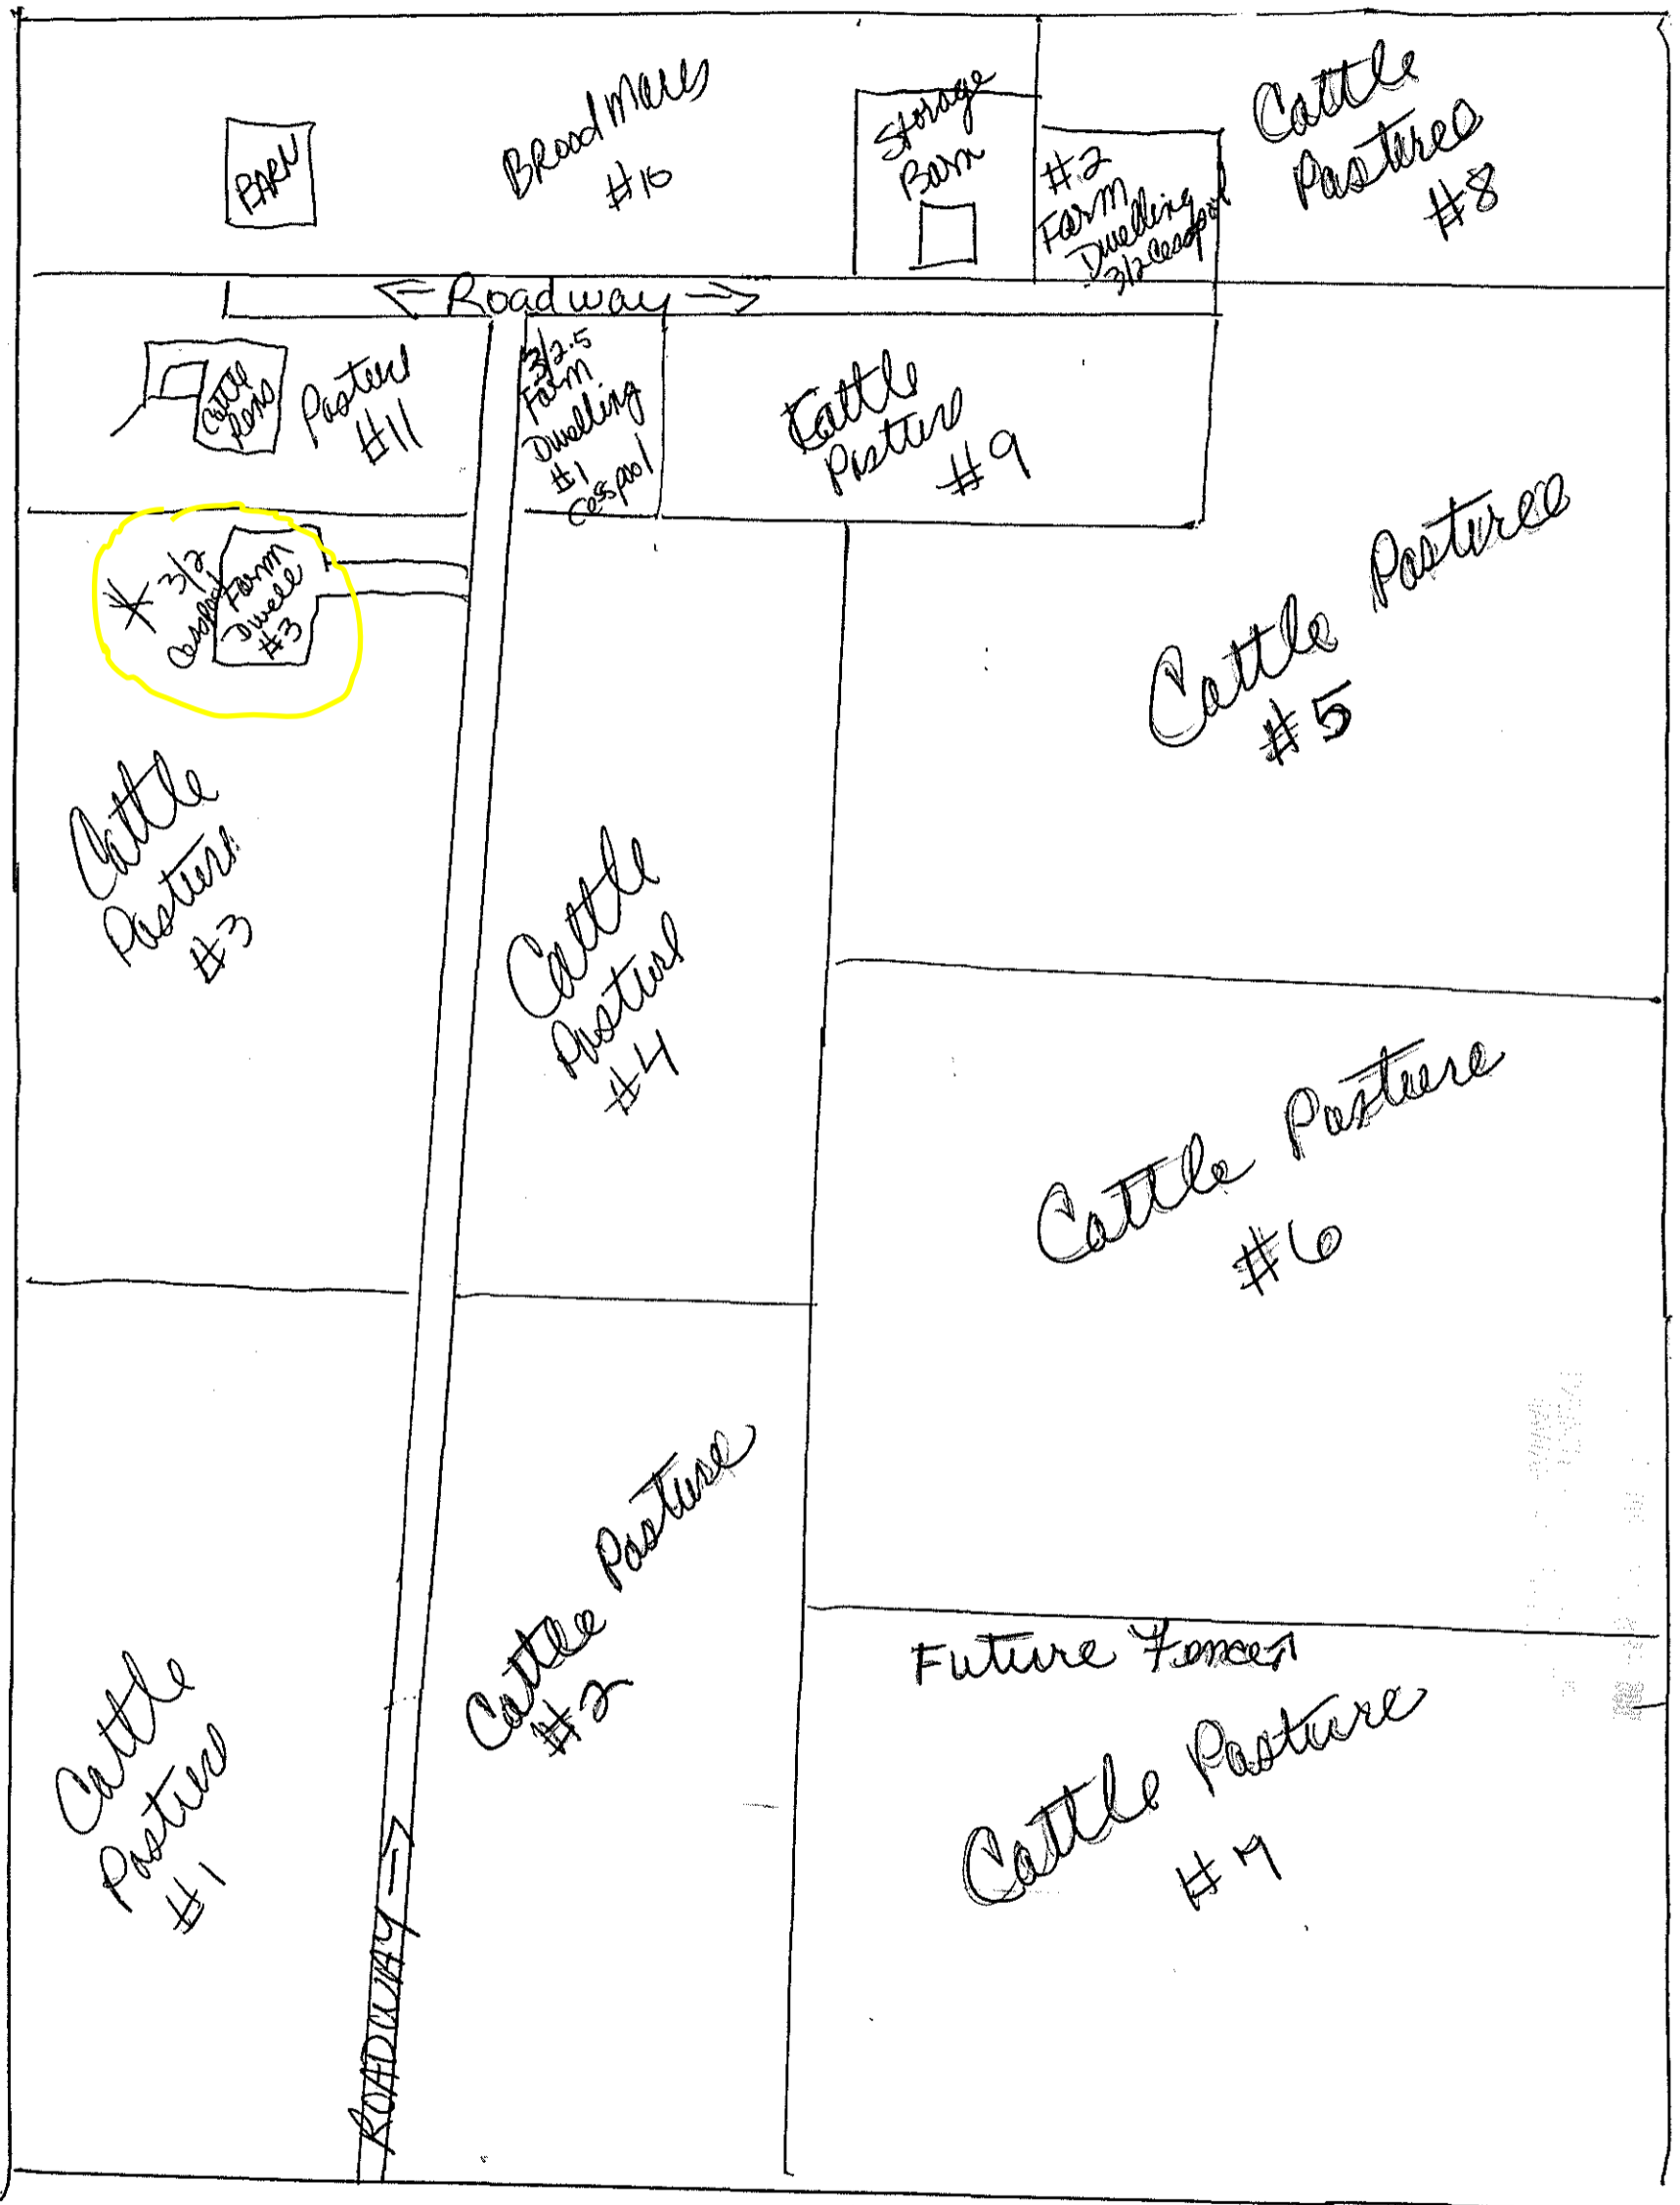 BARN
BRood Mares
#10
Storage
Barn
#2
Farm
Dwelling
3/2 Cesspool
Cattle
Pasture
#8
<- Roadway ->
Cattle
Pens
Pasture
#11
3/2.5
Farm
Dwelling
#1
Cesspool
Cattle
Pasture
#9
* 3/2
Cesspool
Farm
Dwell
#3
Cattle Pasture
#5
Cattle
Pasture
#3
Cattle
Pasture
#4
Cattle Pasture
#6
Cattle Pasture
#2
Future Fences
Cattle Pasture
#7
Cattle
Pasture
#1
ROADWAY ->